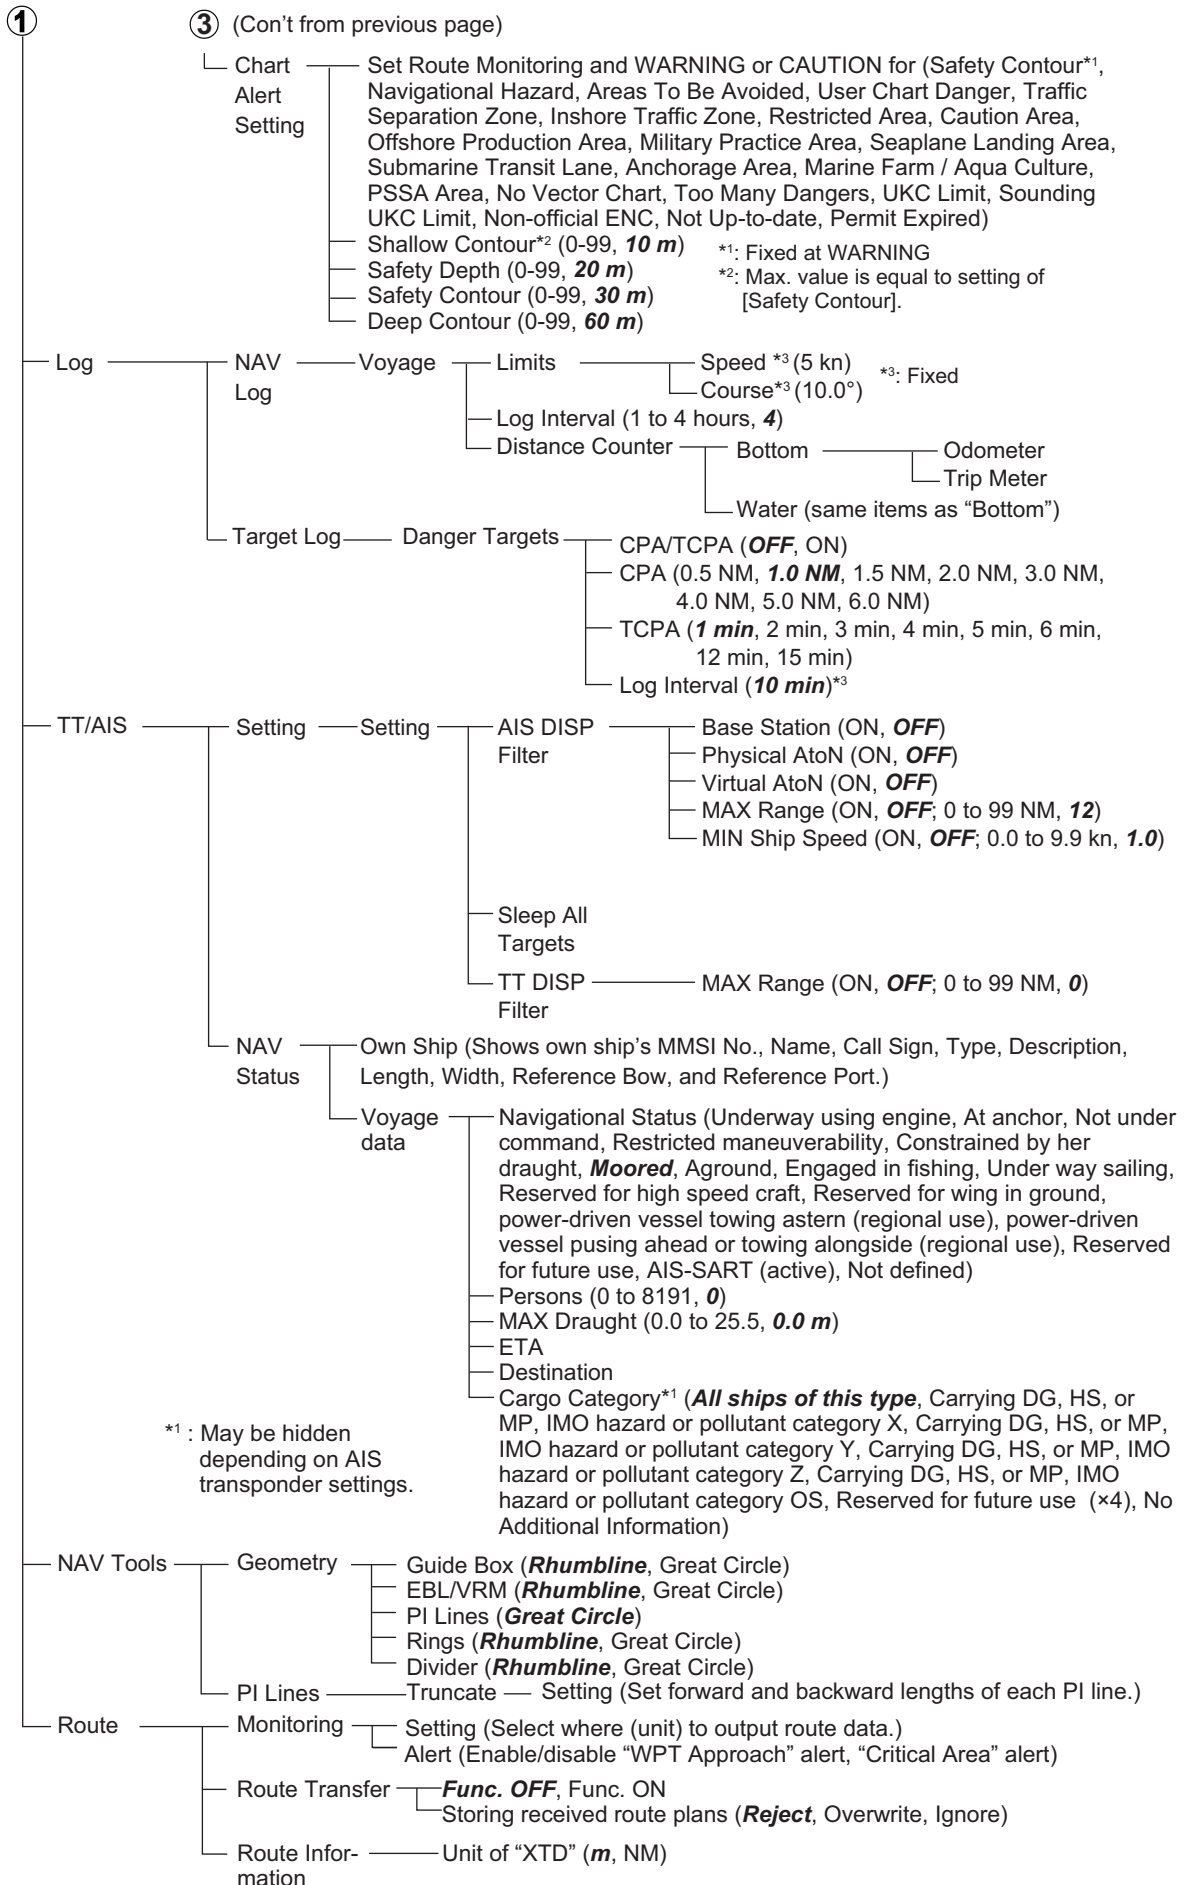 ① ③ (Con't from previous page)
Chart Alert Setting
Set Route Monitoring and WARNING or CAUTION for (Safety Contour*1,
Navigational Hazard, Areas To Be Avoided, User Chart Danger, Traffic
Separation Zone, Inshore Traffic Zone, Restricted Area, Caution Area,
Offshore Production Area, Military Practice Area, Seaplane Landing Area,
Submarine Transit Lane, Anchorage Area, Marine Farm / Aqua Culture,
PSSA Area, No Vector Chart, Too Many Dangers, UKC Limit, Sounding
UKC Limit, Non-official ENC, Not Up-to-date, Permit Expired)
Shallow Contour*2 (0-99, 10 m)
Safety Depth (0-99, 20 m)
Safety Contour (0-99, 30 m)
Deep Contour (0-99, 60 m)
*1: Fixed at WARNING
*2: Max. value is equal to setting of
[Safety Contour].
Log
NAV
Log
Voyage
Limits
Speed *3 (5 kn)
Course*3 (10.0°)
*3: Fixed
Log Interval (1 to 4 hours, 4)
Distance Counter
Bottom
Odometer
Trip Meter
Water (same items as “Bottom”)
Target Log
Danger Targets
CPA/TCPA (OFF, ON)
CPA (0.5 NM, 1.0 NM, 1.5 NM, 2.0 NM, 3.0 NM,
4.0 NM, 5.0 NM, 6.0 NM)
TCPA (1 min, 2 min, 3 min, 4 min, 5 min, 6 min,
12 min, 15 min)
Log Interval (10 min)*3
TT/AIS
Setting
Setting
AIS DISP
Filter
Base Station (ON, OFF)
Physical AtoN (ON, OFF)
Virtual AtoN (ON, OFF)
MAX Range (ON, OFF; 0 to 99 NM, 12)
MIN Ship Speed (ON, OFF; 0.0 to 9.9 kn, 1.0)
Sleep All
Targets
TT DISP
Filter
MAX Range (ON, OFF; 0 to 99 NM, 0)
NAV
Status
Own Ship (Shows own ship’s MMSI No., Name, Call Sign, Type, Description,
Length, Width, Reference Bow, and Reference Port.)
Voyage
data
Navigational Status (Underway using engine, At anchor, Not under
command, Restricted maneuverability, Constrained by her
draught, Moored, Aground, Engaged in fishing, Under way sailing,
Reserved for high speed craft, Reserved for wing in ground,
power-driven vessel towing astern (regional use), power-driven
vessel pusing ahead or towing alongside (regional use), Reserved
for future use, AIS-SART (active), Not defined)
Persons (0 to 8191, 0)
MAX Draught (0.0 to 25.5, 0.0 m)
ETA
Destination
Cargo Category*1 (All ships of this type, Carrying DG, HS, or
MP, IMO hazard or pollutant category X, Carrying DG, HS, or MP,
IMO hazard or pollutant category Y, Carrying DG, HS, or MP, IMO
hazard or pollutant category Z, Carrying DG, HS, or MP, IMO
hazard or pollutant category OS, Reserved for future use (×4), No
Additional Information)
*1 : May be hidden
depending on AIS
transponder settings.
NAV Tools
Geometry
Guide Box (Rhumbline, Great Circle)
EBL/VRM (Rhumbline, Great Circle)
PI Lines (Great Circle)
Rings (Rhumbline, Great Circle)
Divider (Rhumbline, Great Circle)
PI Lines
Truncate
Setting (Set forward and backward lengths of each PI line.)
Route
Monitoring
Setting (Select where (unit) to output route data.)
Alert (Enable/disable “WPT Approach” alert, “Critical Area” alert)
Route Transfer
Func. OFF, Func. ON
Storing received route plans (Reject, Overwrite, Ignore)
Route Infor-
mation
Unit of “XTD” (m, NM)